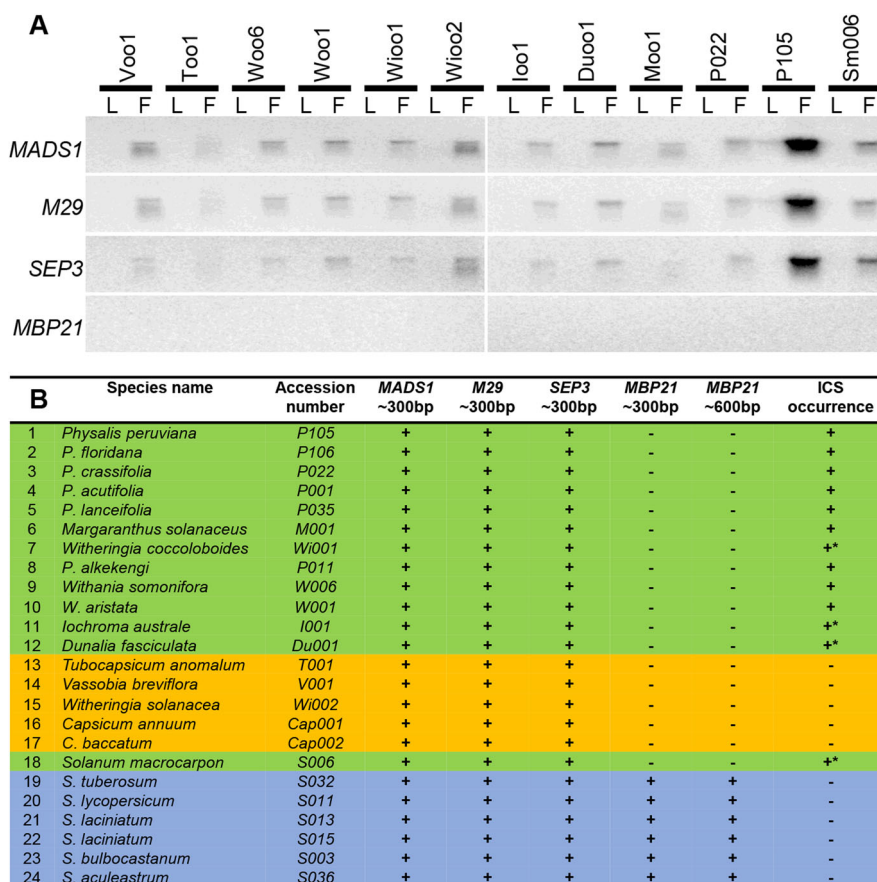 A
Voo1 Too1 Woo6 Woo1 Wioo1 Wioo2 Ioo1 Duoo1 Moo1 P022 P105 Sm006
L F L F L F L F L F L F L F L F L F L F L F L F
MADS1
M29
SEP3
MBP21
B Species name Accession number MADS1 ~300bp M29 ~300bp SEP3 ~300bp MBP21 ~300bp MBP21 ~600bp ICS occurrence
1 Physalis peruviana P105 + + + - - +
2 P. floridana P106 + + + - - +
3 P. crassifolia P022 + + + - - +
4 P. acutifolia P001 + + + - - +
5 P. lanceifolia P035 + + + - - +
6 Margaranthus solanaceus M001 + + + - - +
7 Witheringia coccoloboides Wi001 + + + - - +*
8 P. alkekengi P011 + + + - - +
9 Withania somonifora W006 + + + - - +
10 W. aristata W001 + + + - - +
11 Iochroma australe I001 + + + - - +*
12 Dunalia fasciculata Du001 + + + - - +*
13 Tubocapsicum anomalum T001 + + + - - -
14 Vassobia breviflora V001 + + + - - -
15 Witheringia solanacea Wi002 + + + - - -
16 Capsicum annuum Cap001 + + + - - -
17 C. baccatum Cap002 + + + - - -
18 Solanum macrocarpon S006 + + + - - +*
19 S. tuberosum S032 + + + + + -
20 S. lycopersicum S011 + + + + + -
21 S. laciniatum S013 + + + + + -
22 S. laciniatum S015 + + + + + -
23 S. bulbocastanum S003 + + + + + -
24 S. aculeastrum S036 + + + + + -